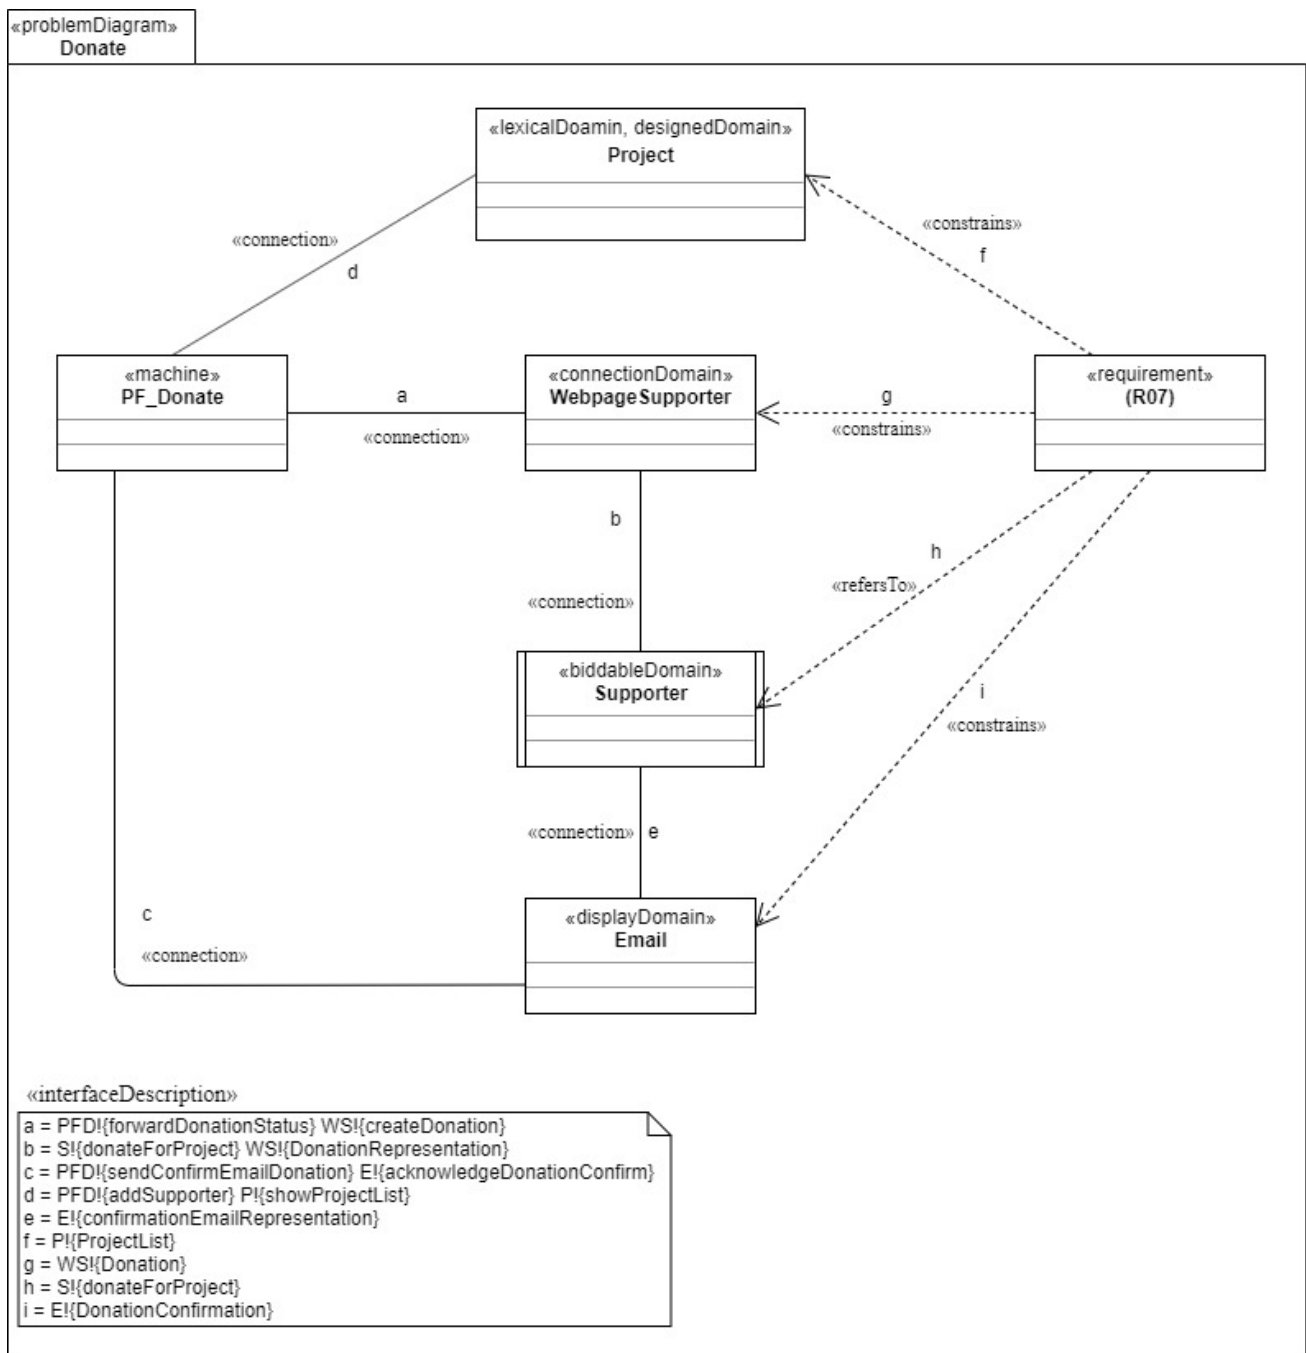 «problemDiagram»
Donate
«lexicalDoamin, designedDomain»
Project
«connection»
d
«constrains»
f
«machine»
PF_Donate
a
«connection»
«connectionDomain»
WebpageSupporter
g
«constrains»
«requirement»
(R07)
b
«connection»
h
«refersTo»
«biddableDomain»
Supporter
i
«constrains»
«connection»
e
c
«connection»
«displayDomain»
Email
«interfaceDescription»
a = PFD!{forwardDonationStatus} WS!{createDonation}
b = S!{donateForProject} WS!{DonationRepresentation}
c = PFD!{sendConfirmEmailDonation} E!{acknowledgeDonationConfirm}
d = PFD!{addSupporter} P!{showProjectList}
e = E!{confirmationEmailRepresentation}
f = P!{ProjectList}
g = WS!{Donation}
h = S!{donateForProject}
i = E!{DonationConfirmation}